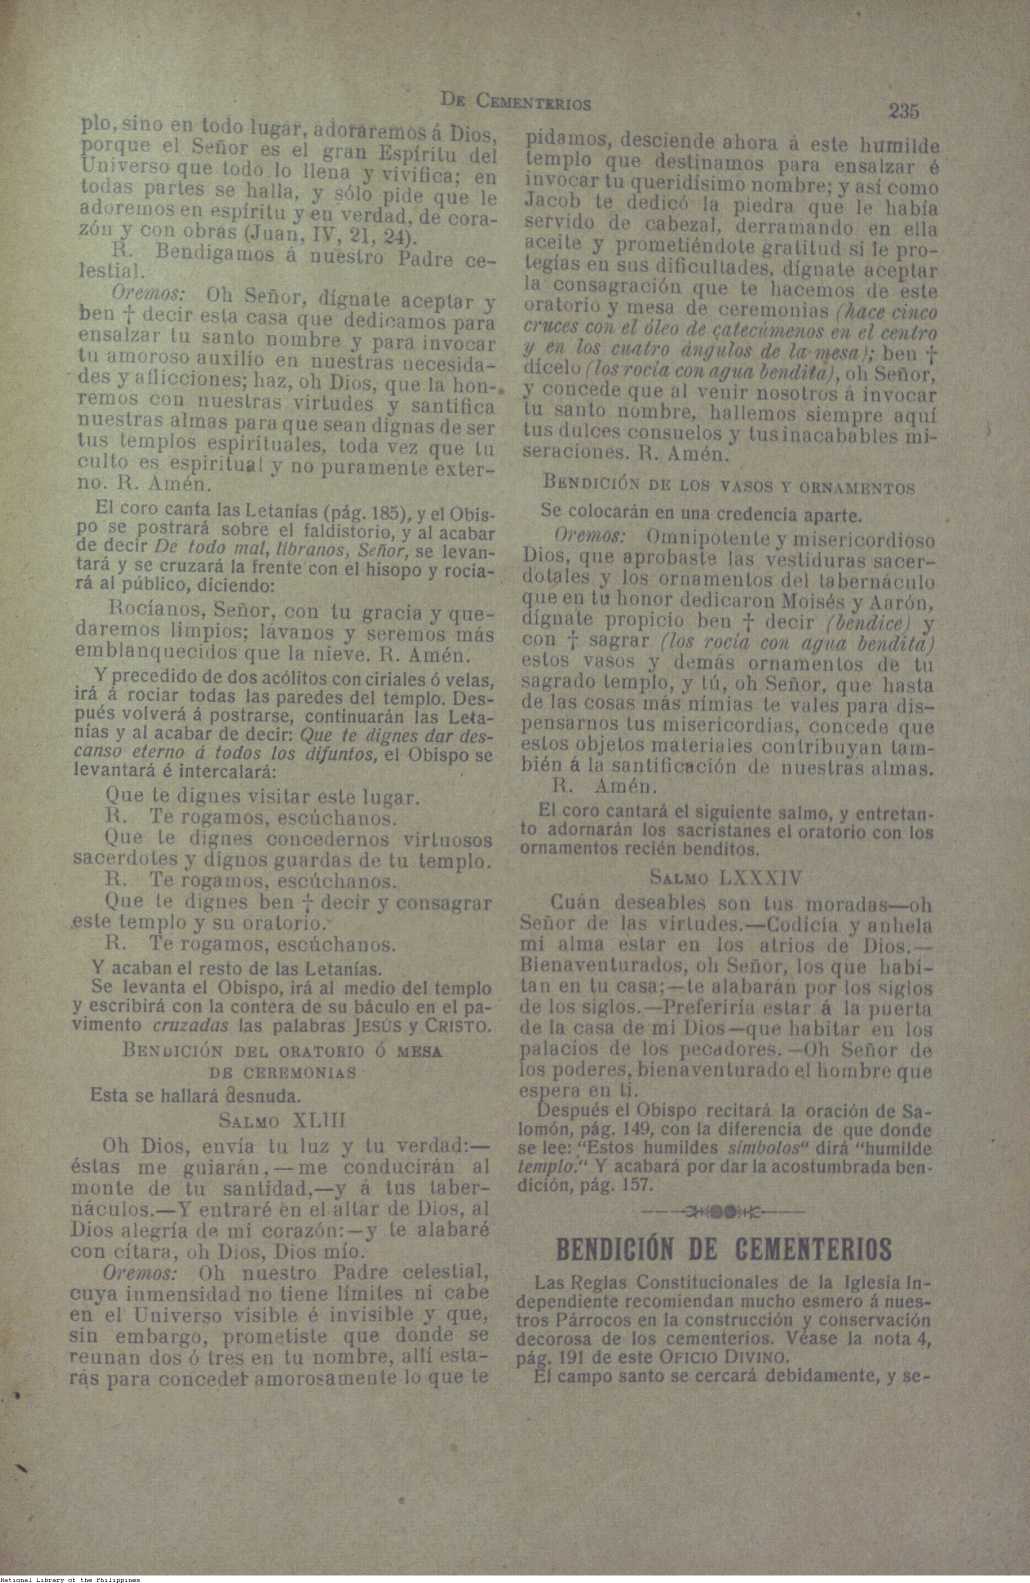 De Cementerios
235
plo, sino en todo lugar, adoraremos á Dios,
porque el Señor es el gran Espíritu del
Universo que todo lo llena y vivifica; en
todas partes se halla, y sólo pide que le
adoremos en espíritu y en verdad, de cora-
zón y con obras (Juan, IV, 21, 24).
R. Bendigamos á nuestro Padre ce-
lestial.
Oremos: Oh Señor, dígnate aceptar y
ben † decir esta casa que dedicamos para
ensalzar tu santo nombre y para invocar
tu amoroso auxilio en nuestras necesida-
des y aflicciones; haz, oh Dios, que la hon-
remos con nuestras virtudes y santifica
nuestras almas para que sean dignas de ser
tus templos espirituales, toda vez que tu
culto es espiritual y no puramente exter-
no. R. Amén.
El coro canta las Letanías (pág. 185), y el Obis-
po se postrará sobre el faldistorio, y al acabar
de decir De todo mal, líbranos, Señor, se levan-
tará y se cruzará la frente con el hisopo y rocia-
rá al público, diciendo:
Rocíanos, Señor, con tu gracia y que-
daremos limpios; lávanos y seremos más
emblanquecidos que la nieve. R. Amén.
Y precedido de dos acólitos con ciriales ó velas,
irá á rociar todas las paredes del templo. Des-
pués volverá á postrarse, continuarán las Leta-
nías y al acabar de decir: Que te dignes dar des-
canso eterno á todos los difuntos, el Obispo se
levantará é intercalará:
Que te dignes visitar este lugar.
R. Te rogamos, escúchanos.
Que te dignes concedernos virtuosos
sacerdotes y dignos guardas de tu templo.
R. Te rogamos, escúchanos.
Que te dignes ben † decir y consagrar
este templo y su oratorio.
R. Te rogamos, escúchanos.
Y acaban el resto de las Letanías.
Se levanta el Obispo, irá al medio del templo
y escribirá con la contera de su báculo en el pa-
vimento cruzadas las palabras Jesús y Cristo.
Bendición del oratorio ó mesa
de ceremonias
Esta se hallará desnuda.
Salmo XLIII
Oh Dios, envía tu luz y tu verdad:—
éstas me guiarán,—me conducirán al
monte de tu santidad,—y á tus taber-
náculos.—Y entraré en el altar de Dios, al
Dios alegría de mi corazón:—y te alabaré
con cítara, oh Dios, Dios mío.
Oremos: Oh nuestro Padre celestial,
cuya inmensidad no tiene límites ni cabe
en el Universo visible é invisible y que,
sin embargo, prometiste que donde se
reunan dos ó tres en tu nombre, allí esta-
rás para conceder amorosamente lo que te
pidamos, desciende ahora á este humilde
templo que destinamos para ensalzar é
invocar tu queridísimo nombre; y así como
Jacob te dedicó la piedra que le había
servido de cabezal, derramando en ella
aceite y prometiéndote gratitud si le pro-
tegías en sus dificultades, dígnate aceptar
la consagración que te hacemos de este
oratorio y mesa de ceremonias (hace cinco
cruces con el óleo de catecúmenos en el centro
y en los cuatro ángulos de la mesa); ben †
dícelo (los rocía con agua bendita), oh Señor,
y concede que al venir nosotros á invocar
tu santo nombre, hallemos siempre aquí
tus dulces consuelos y tus inacabables mi-
seraciones. R. Amén.
Bendición de los vasos y ornamentos
Se colocarán en una credencia aparte.
Oremos: Omnipotente y misericordioso
Dios, que aprobaste las vestiduras sacer-
dotales y los ornamentos del tabernáculo
que en tu honor dedicaron Moisés y Aarón,
dígnate propicio ben † decir (bendice) y
con † sagrar (los rocía con agua bendita)
estos vasos y demás ornamentos de tu
sagrado templo, y tú, oh Señor, que hasta
de las cosas más nimias te vales para dis-
pensarnos tus misericordias, concede que
estos objetos materiales contribuyan tam-
bién á la santificación de nuestras almas.
R. Amén.
El coro cantará el siguiente salmo, y entretan-
to adornarán los sacristanes el oratorio con los
ornamentos recién benditos.
Salmo LXXXIV
Cuán deseables son tus moradas—oh
Señor de las virtudes.—Codicia y anhela
mi alma estar en los atrios de Dios.—
Bienaventurados, oh Señor, los que habi-
tan en tu casa;—te alabarán por los siglos
de los siglos.—Preferiría estar á la puerta
de la casa de mi Dios—que habitar en los
palacios de los pecadores.—Oh Señor de
los poderes, bienaventurado el hombre que
espera en ti.
Después el Obispo recitará la oración de Sa-
lomón, pág. 149, con la diferencia de que donde
se lee: "Estos humildes símbolos" dirá "humilde
templo." Y acabará por dar la acostumbrada ben-
dición, pág. 157.
BENDICIÓN DE CEMENTERIOS
Las Reglas Constitucionales de la Iglesia In-
dependiente recomiendan mucho esmero á nues-
tros Párrocos en la construcción y conservación
decorosa de los cementerios. Véase la nota 4,
pág. 191 de este Oficio Divino.
El campo santo se cercará debidamente, y se-
National Library of the Philippines